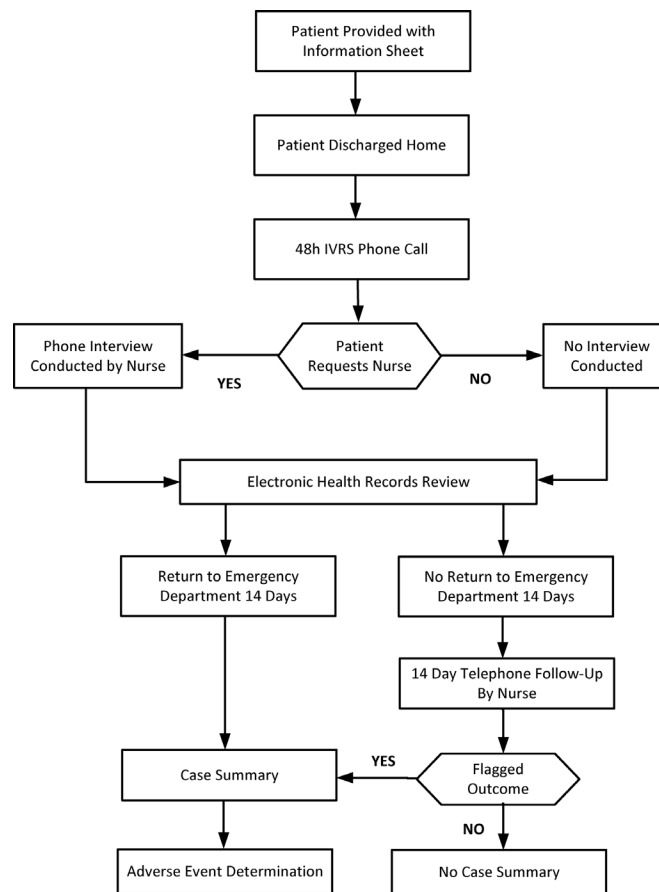 Patient Provided with
Information Sheet
Patient Discharged Home
48h IVRS Phone Call
Phone Interview
Conducted by Nurse
YES
Patient
Requests Nurse
NO
No Interview
Conducted
Electronic Health Records Review
Return to Emergency
Department 14 Days
No Return to Emergency
Department 14 Days
14 Day Telephone Follow-Up
By Nurse
Case Summary
YES
Flagged
Outcome
NO
Adverse Event Determination
No Case Summary